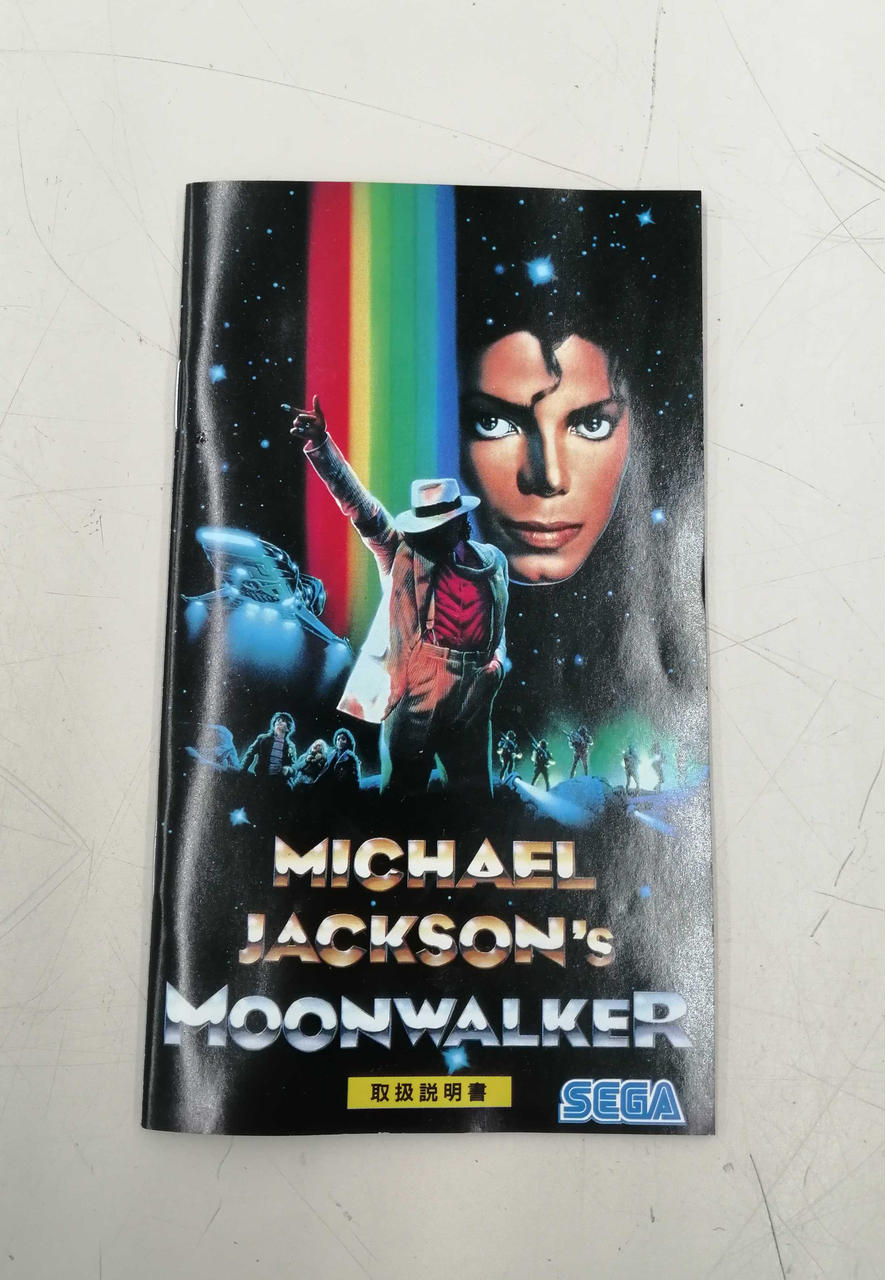 MICHAEL
JACKSON'S
MOONWALKER
取扱説明書
SEGA